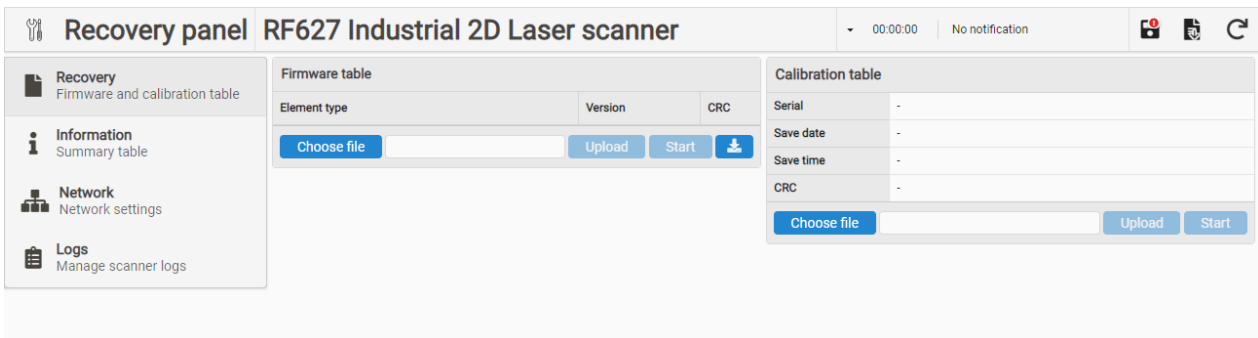 Recovery panel RF627 Industrial 2D Laser scanner
00:00:00 No notification
Recovery
Firmware and calibration table
Information
Summary table
Network
Network settings
Logs
Manage scanner logs
Firmware table
Element type Version CRC
Choose file Upload Start
Calibration table
Serial -
Save date -
Save time -
CRC -
Choose file Upload Start